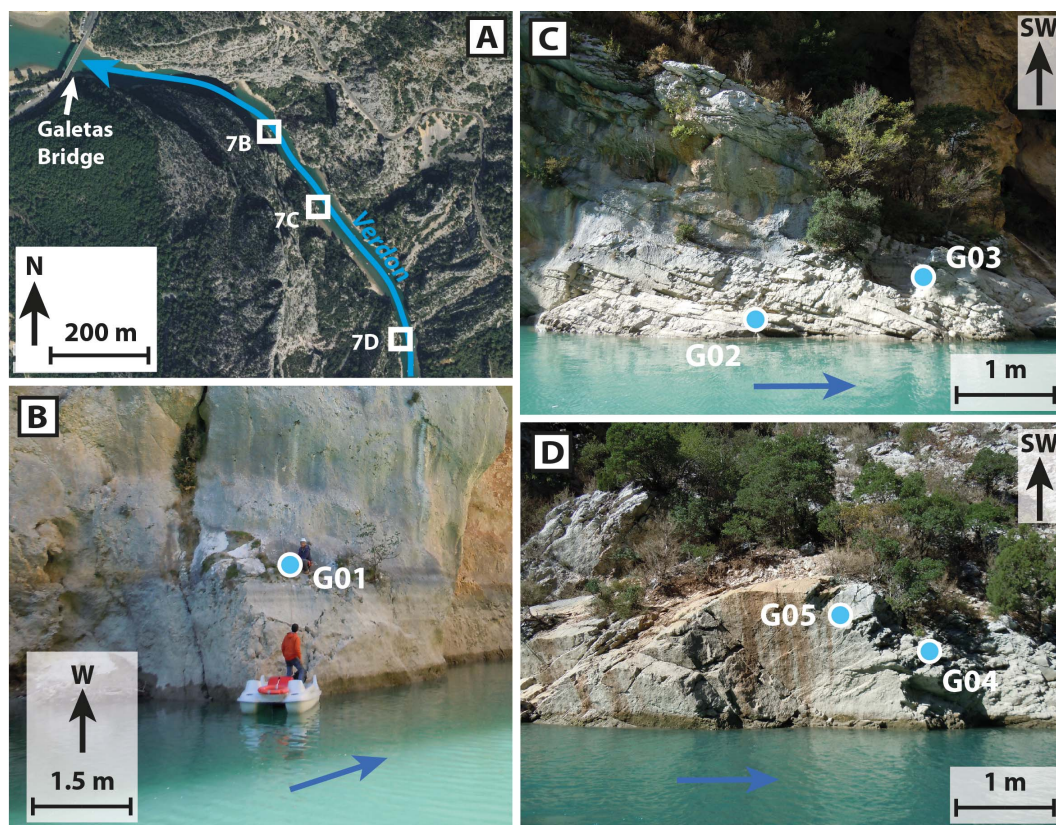 A
Galetas
Bridge
7B
7C
Verdon
7D
N
200 m
B
G01
W
1.5 m
C
SW
G03
G02
1 m
D
SW
G05
G04
1 m